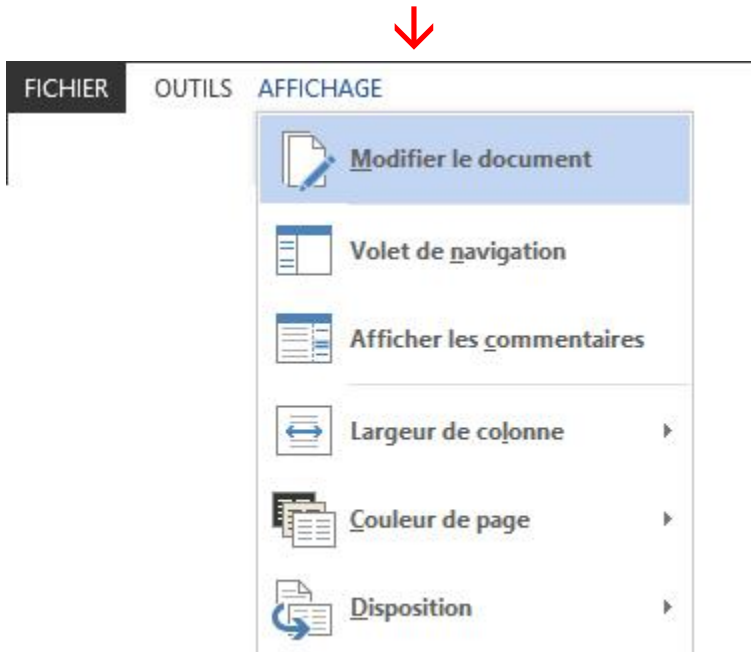 FICHIER OUTILS AFFICHAGE
Modifier le document
Volet de navigation
Afficher les commentaires
Largeur de colonne
Couleur de page
Disposition